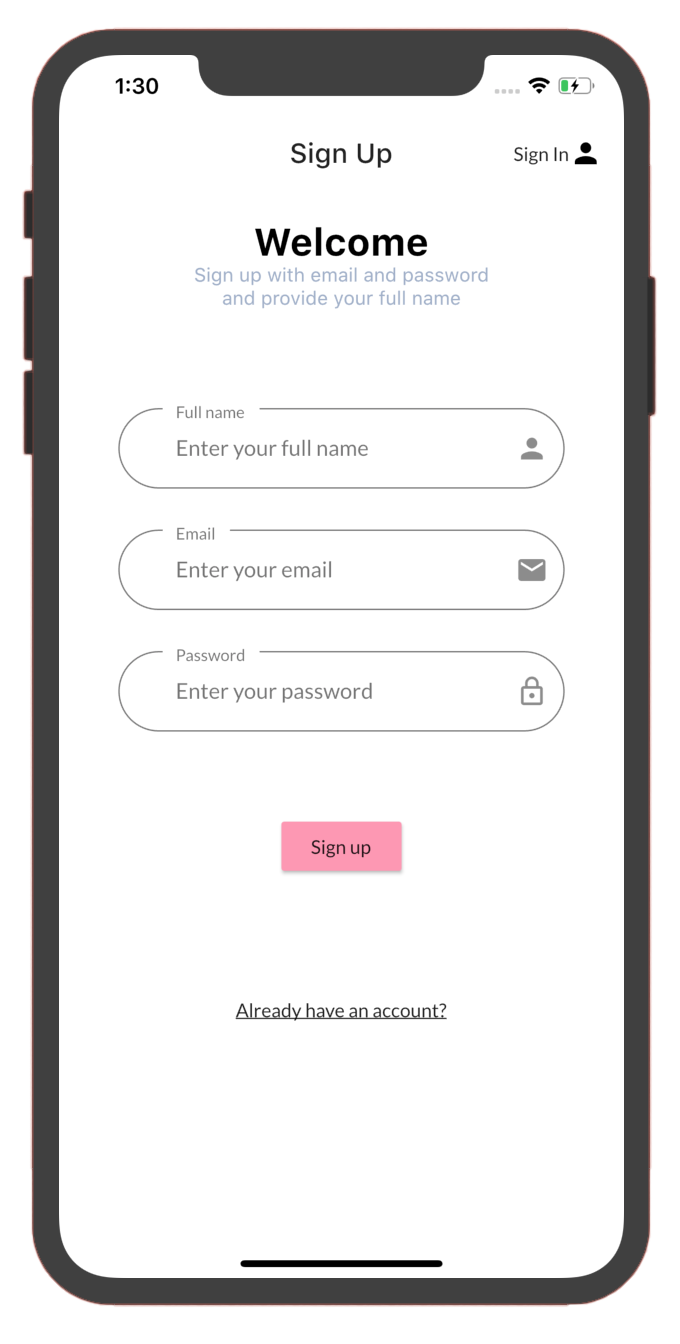 1:30
Sign Up
Sign In
Welcome
Sign up with email and password
and provide your full name
Full name
Enter your full name
Email
Enter your email
Password
Enter your password
Sign up
Already have an account?